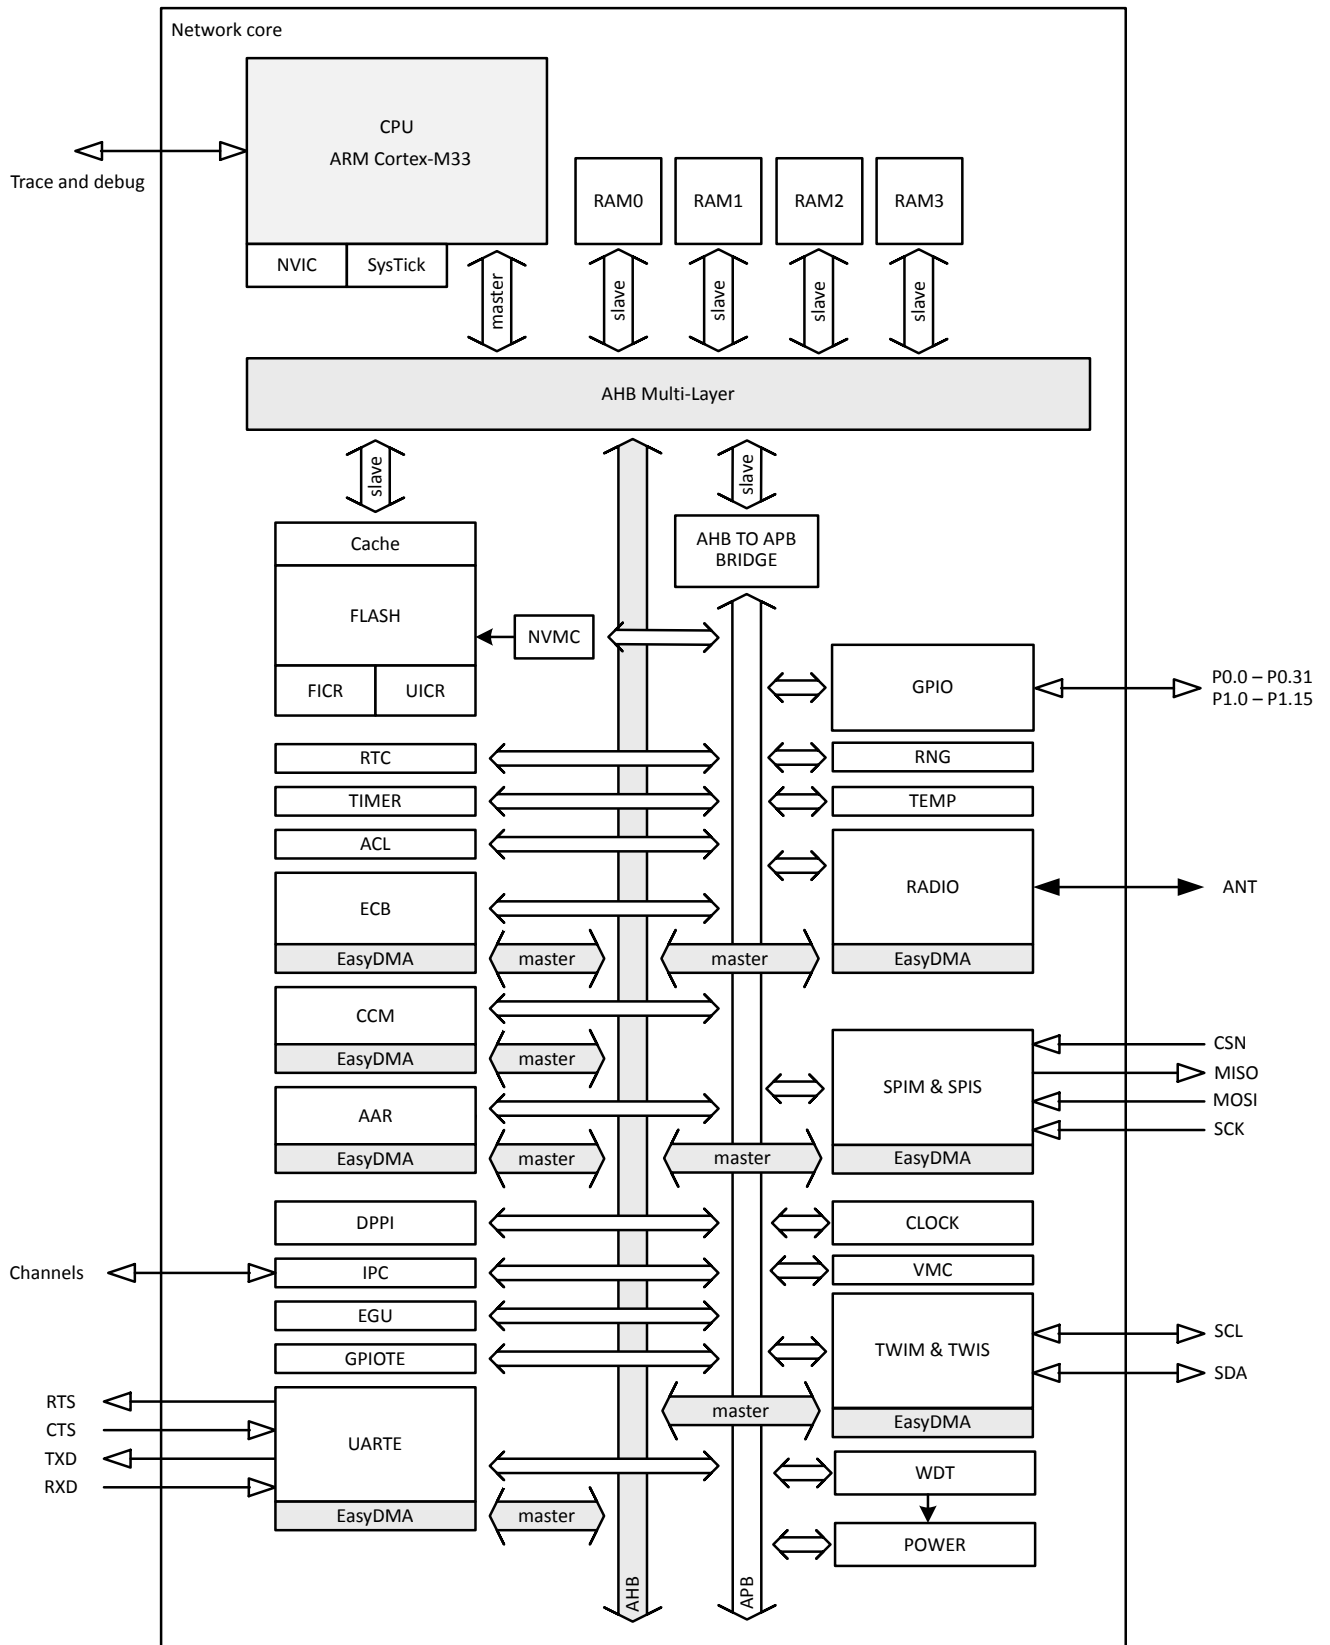 Network core
CPU
ARM Cortex-M33
Trace and debug
NVIC
SysTick
RAM0
RAM1
RAM2
RAM3
master
slave
slave
slave
slave
AHB Multi-Layer
slave
slave
Cache
FLASH
FICR
UICR
NVMC
AHB TO APB
BRIDGE
GPIO
P0.0 – P0.31
P1.0 – P1.15
RTC
RNG
TIMER
TEMP
ACL
ECB
EasyDMA
master
master
RADIO
EasyDMA
ANT
CCM
EasyDMA
master
AAR
EasyDMA
master
master
SPIM & SPIS
EasyDMA
CSN
MISO
MOSI
SCK
DPPI
CLOCK
Channels
IPC
VMC
EGU
GPIOTE
TWIM & TWIS
EasyDMA
master
SCL
SDA
RTS
CTS
TXD
RXD
UARTE
EasyDMA
master
WDT
POWER
AHB
APB